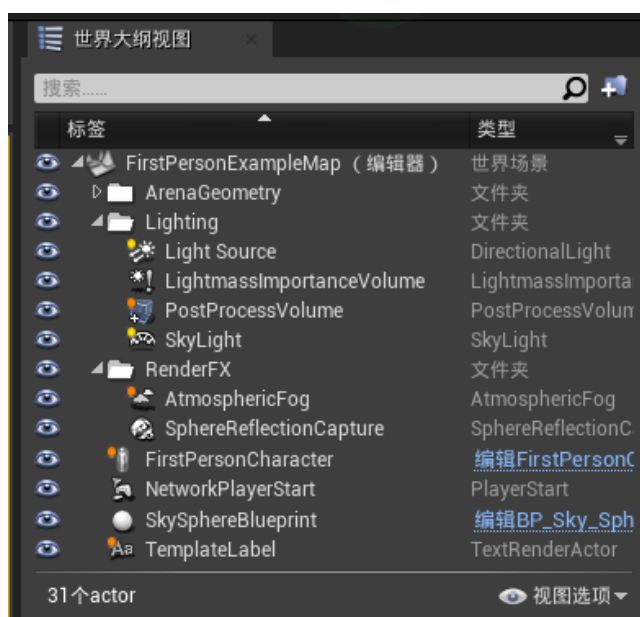 世界大纲视图
搜索……
标签 类型
FirstPersonExampleMap （编辑器） 世界场景
ArenaGeometry 文件夹
Lighting 文件夹
Light Source DirectionalLight
LightmassImportanceVolume LightmassImporta
PostProcessVolume PostProcessVolum
SkyLight SkyLight
RenderFX 文件夹
AtmosphericFog AtmosphericFog
SphereReflectionCapture SphereReflectionC
FirstPersonCharacter 编辑FirstPersonC
NetworkPlayerStart PlayerStart
SkySphereBlueprint 编辑BP_Sky_Sph
TemplateLabel TextRenderActor
31个actor 视图选项